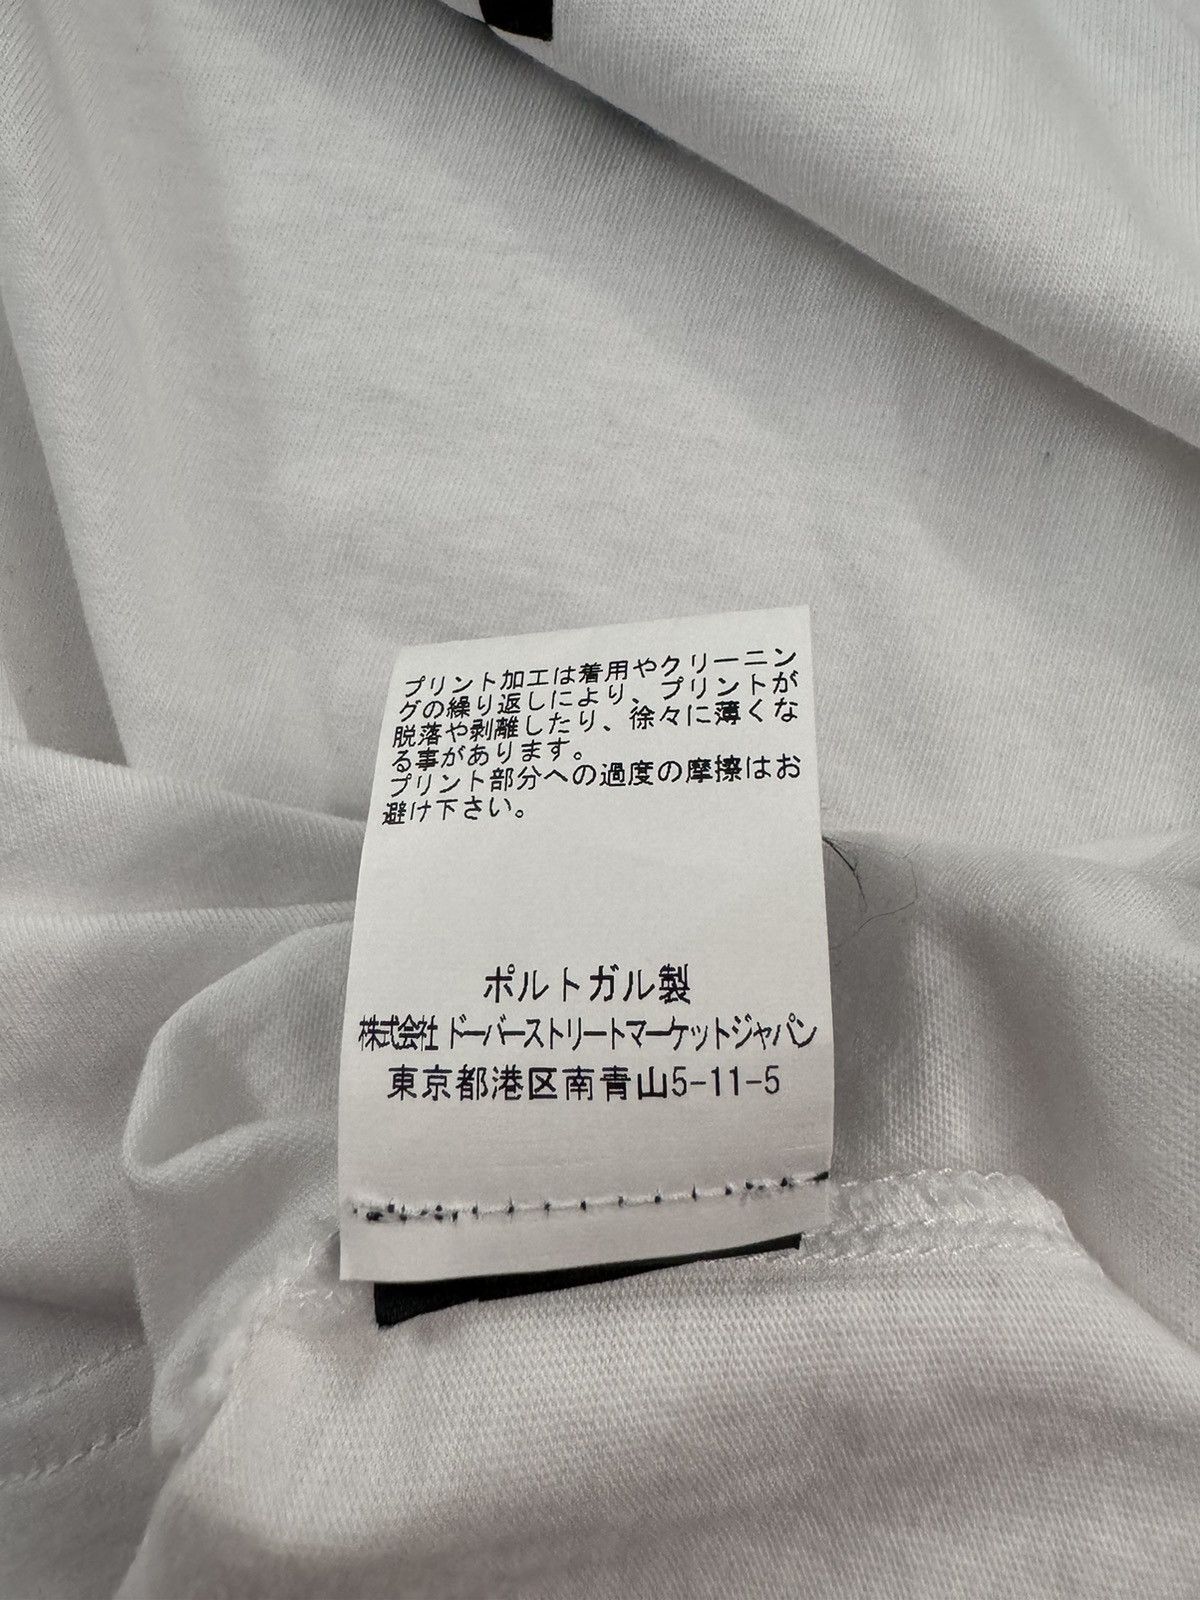 プリント加工は着用やクリーニン
グの繰り返しにより、プリントが
脱落や剥離したり、徐々に薄くな
る事があります。
プリント部分への過度の摩擦はお
避け下さい。
ポルトガル製
株式会社 ドーバーストリートマーケットジャパン
東京都港区南青山5-11-5